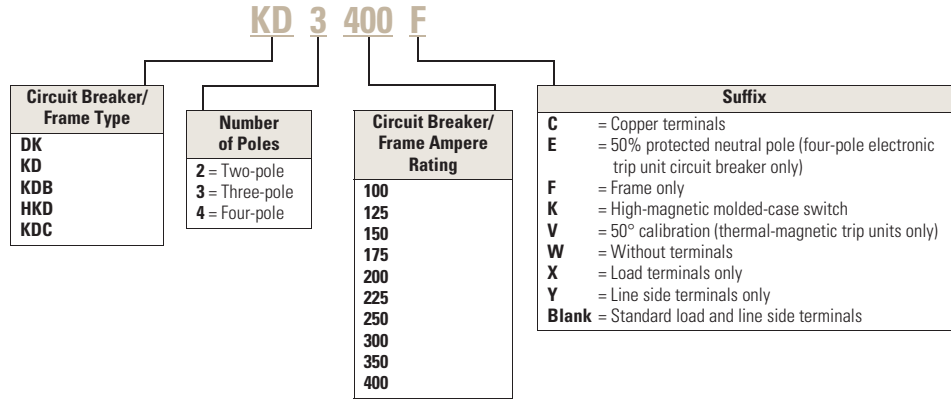 KD 3 400 F
Circuit Breaker/
Frame Type
DK
KD
KDB
HKD
KDC
Number
of Poles
2 = Two-pole
3 = Three-pole
4 = Four-pole
Circuit Breaker/
Frame Ampere
Rating
100
125
150
175
200
225
250
300
350
400
Suffix
C = Copper terminals
E = 50% protected neutral pole (four-pole electronic
trip unit circuit breaker only)
F = Frame only
K = High-magnetic molded-case switch
V = 50° calibration (thermal-magnetic trip units only)
W = Without terminals
X = Load terminals only
Y = Line side terminals only
Blank = Standard load and line side terminals